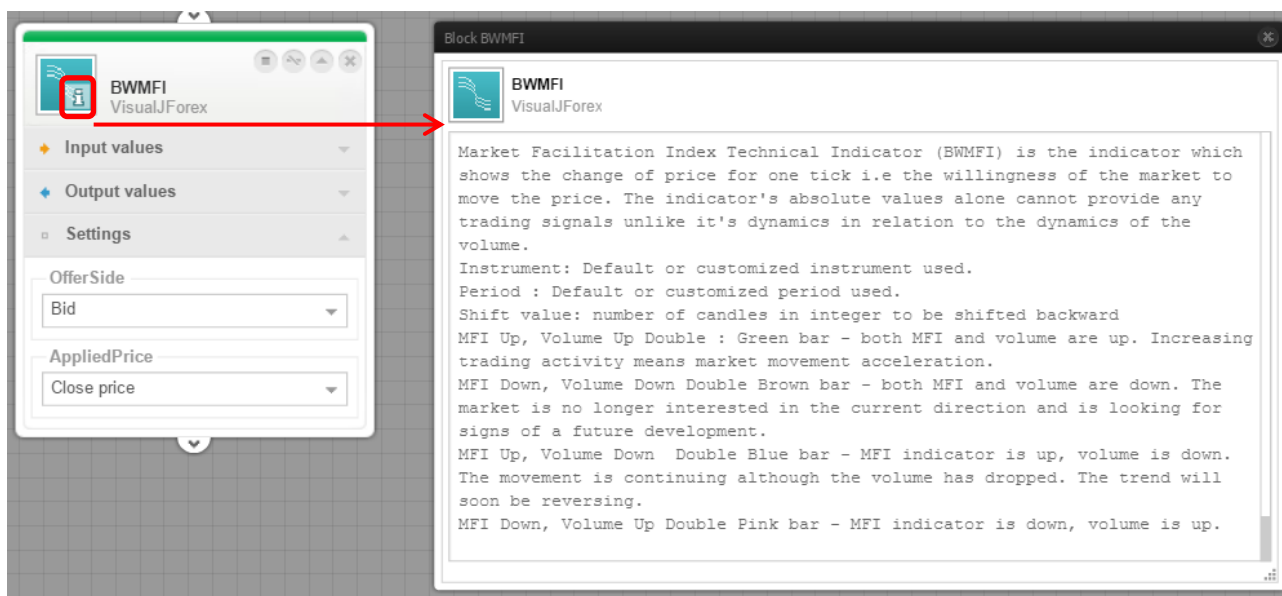 BWMFI
VisualJForex
Input values
Output values
Settings
OfferSide
Bid
AppliedPrice
Close price
Block BWMFI
BWMFI
VisualJForex
Market Facilitation Index Technical Indicator (BWMFI) is the indicator which
shows the change of price for one tick i.e the willingness of the market to
move the price. The indicator's absolute values alone cannot provide any
trading signals unlike it's dynamics in relation to the dynamics of the
volume.
Instrument: Default or customized instrument used.
Period : Default or customized period used.
Shift value: number of candles in integer to be shifted backward
MFI Up, Volume Up Double : Green bar - both MFI and volume are up. Increasing
trading activity means market movement acceleration.
MFI Down, Volume Down Double Brown bar - both MFI and volume are down. The
market is no longer interested in the current direction and is looking for
signs of a future development.
MFI Up, Volume Down  Double Blue bar - MFI indicator is up, volume is down.
The movement is continuing although the volume has dropped. The trend will
soon be reversing.
MFI Down, Volume Up Double Pink bar - MFI indicator is down, volume is up.